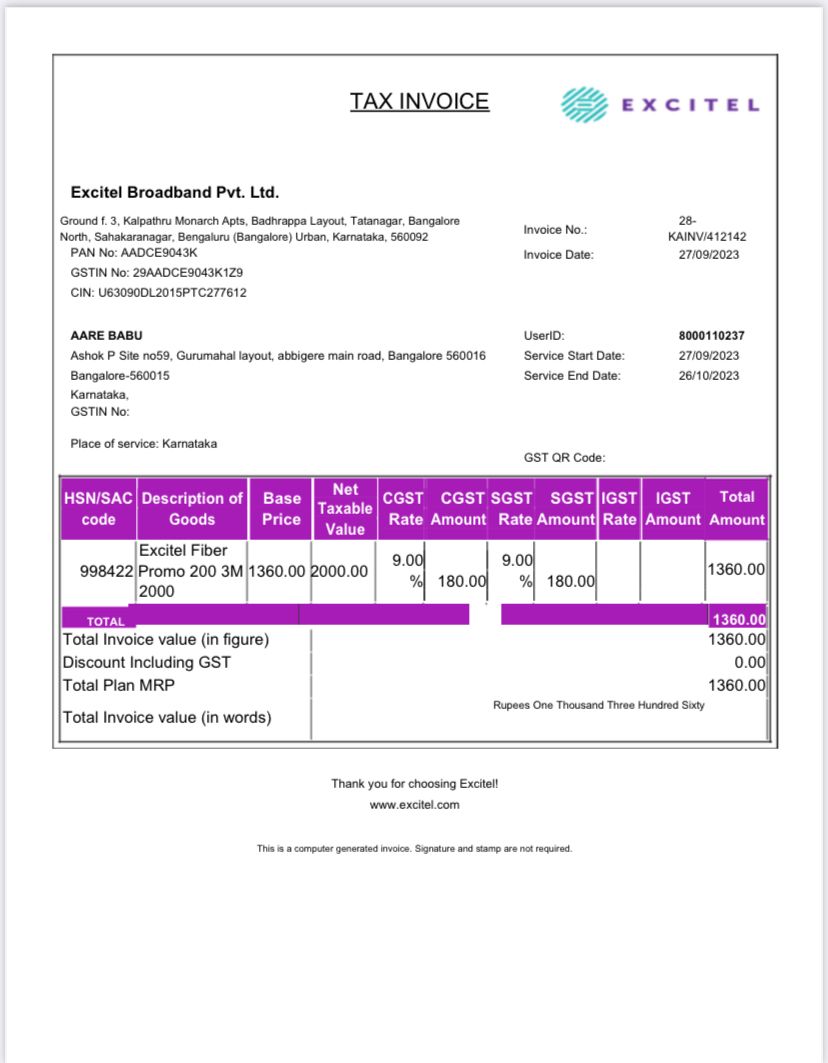 TAX INVOICE
EXCITEL
Excitel Broadband Pvt. Ltd.
Ground f. 3, Kalpathru Monarch Apts, Badhrappa Layout, Tatanagar, Bangalore
North, Sahakaranagar, Bengaluru (Bangalore) Urban, Karnataka, 560092
PAN No: AADCE9043K
GSTIN No: 29AADCE9043K1Z9
CIN: U63090DL2015PTC277612
Invoice No.: 28-
KAINV/412142
Invoice Date: 27/09/2023
AARE BABU
Ashok P Site no59, Gurumahal layout, abbigere main road, Bangalore 560016
Bangalore-560015
Karnataka,
GSTIN No:
Place of service: Karnataka
UserID: 8000110237
Service Start Date: 27/09/2023
Service End Date: 26/10/2023
GST QR Code:
HSN/SAC code Description of Goods Base Price Net Taxable Value CGST Rate CGST Amount SGST Rate SGST Amount IGST Rate IGST Amount Total Amount
998422 Excitel Fiber Promo 200 3M 2000 1360.00 2000.00 9.00 % 180.00 9.00 % 180.00 1360.00
TOTAL 1360.00
Total Invoice value (in figure) 1360.00
Discount Including GST 0.00
Total Plan MRP 1360.00
Total Invoice value (in words) Rupees One Thousand Three Hundred Sixty
Thank you for choosing Excitel!
www.excitel.com
This is a computer generated invoice. Signature and stamp are not required.